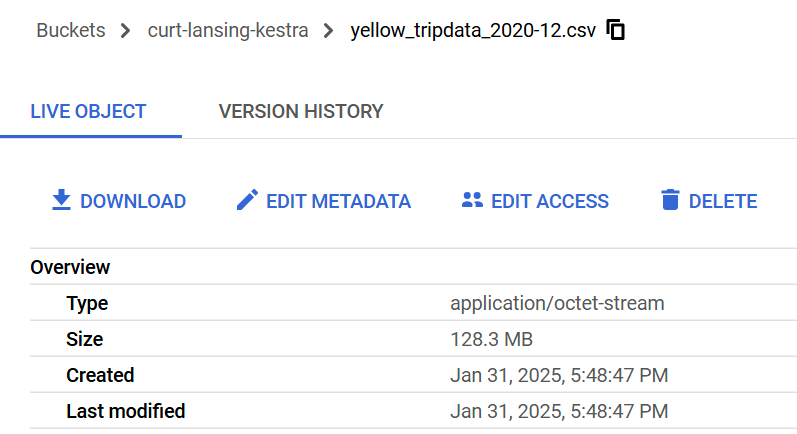 Buckets > curt-lansing-kestra > yellow_tripdata_2020-12.csv
LIVE OBJECT VERSION HISTORY
DOWNLOAD EDIT METADATA EDIT ACCESS DELETE
Overview
Type application/octet-stream
Size 128.3 MB
Created Jan 31, 2025, 5:48:47 PM
Last modified Jan 31, 2025, 5:48:47 PM